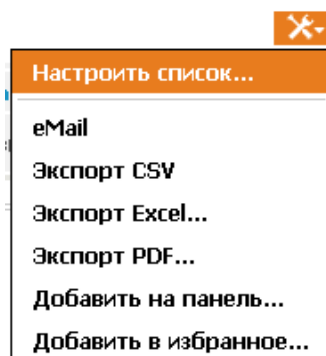 Настроить список...
eMail
Экспорт CSV
Экспорт Excel...
Экспорт PDF...
Добавить на панель...
Добавить в избранное...